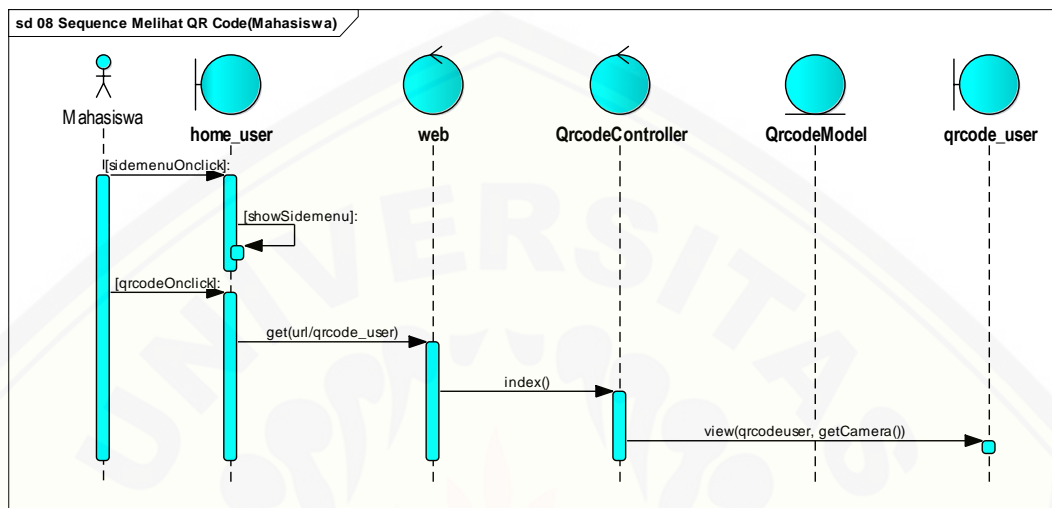 sd 08 Sequence Melihat QR Code(Mahasiswa)
Mahasiswa
home_user
web
QrcodeController
QrcodeModel
qrcode_user
[sidemenuOnclick]:
[showSidemenu]:
[qrcodeOnclick]:
get(url/qrcode_user)
index()
view(qrcodeuser, getCamera())
UNIVERSITAS